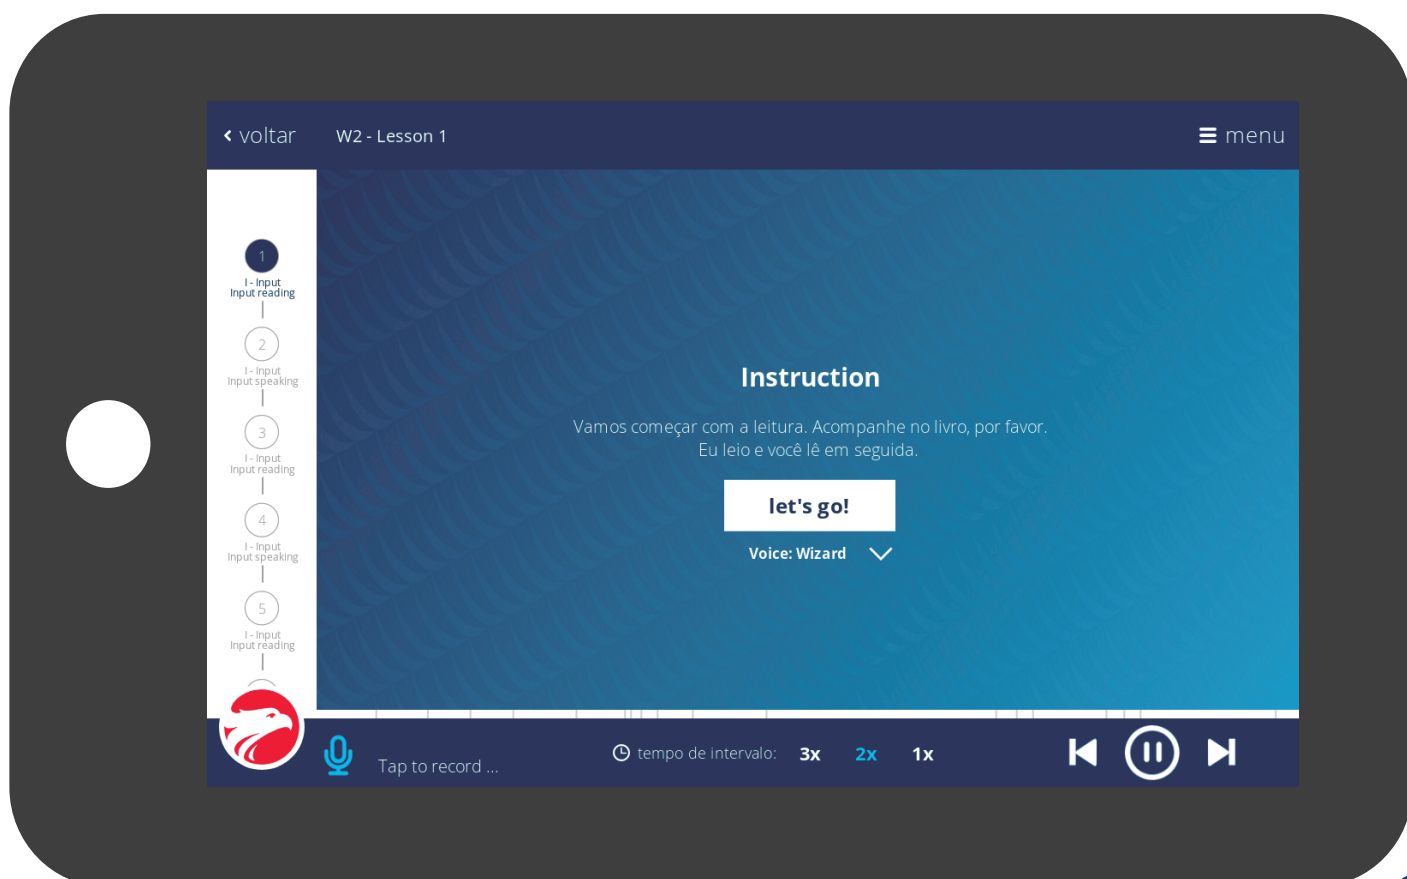 voltar
W2 - Lesson 1
menu
1
I - Input
Input reading
2
I - Input
Input speaking
3
I - Input
Input reading
4
I - Input
Input speaking
5
I - Input
Input reading
Instruction
Vamos começar com a leitura. Acompanhe no livro, por favor.
Eu leio e você lê em seguida.
let's go!
Voice: Wizard
Tap to record ...
tempo de intervalo: 3x 2x 1x